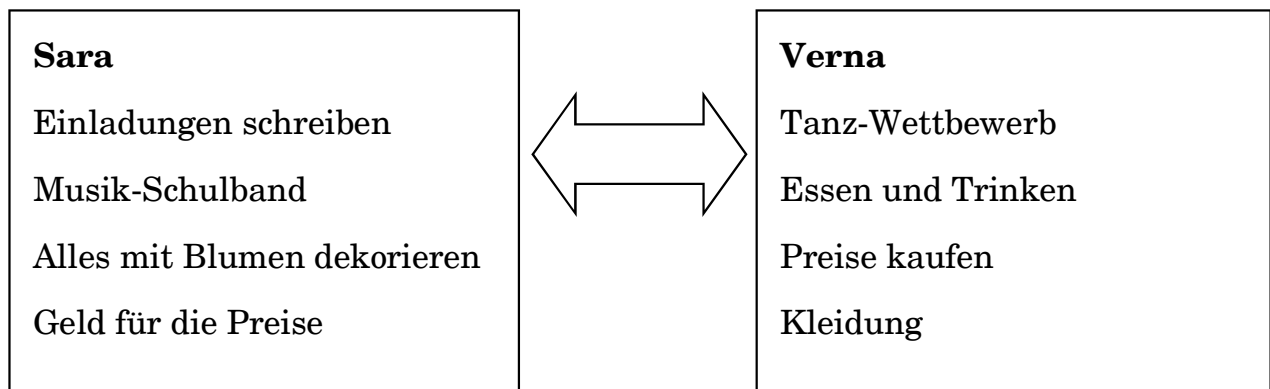 Sara
Einladungen schreiben
Musik-Schulband
Alles mit Blumen dekorieren
Geld für die Preise
Verna
Tanz-Wettbewerb
Essen und Trinken
Preise kaufen
Kleidung